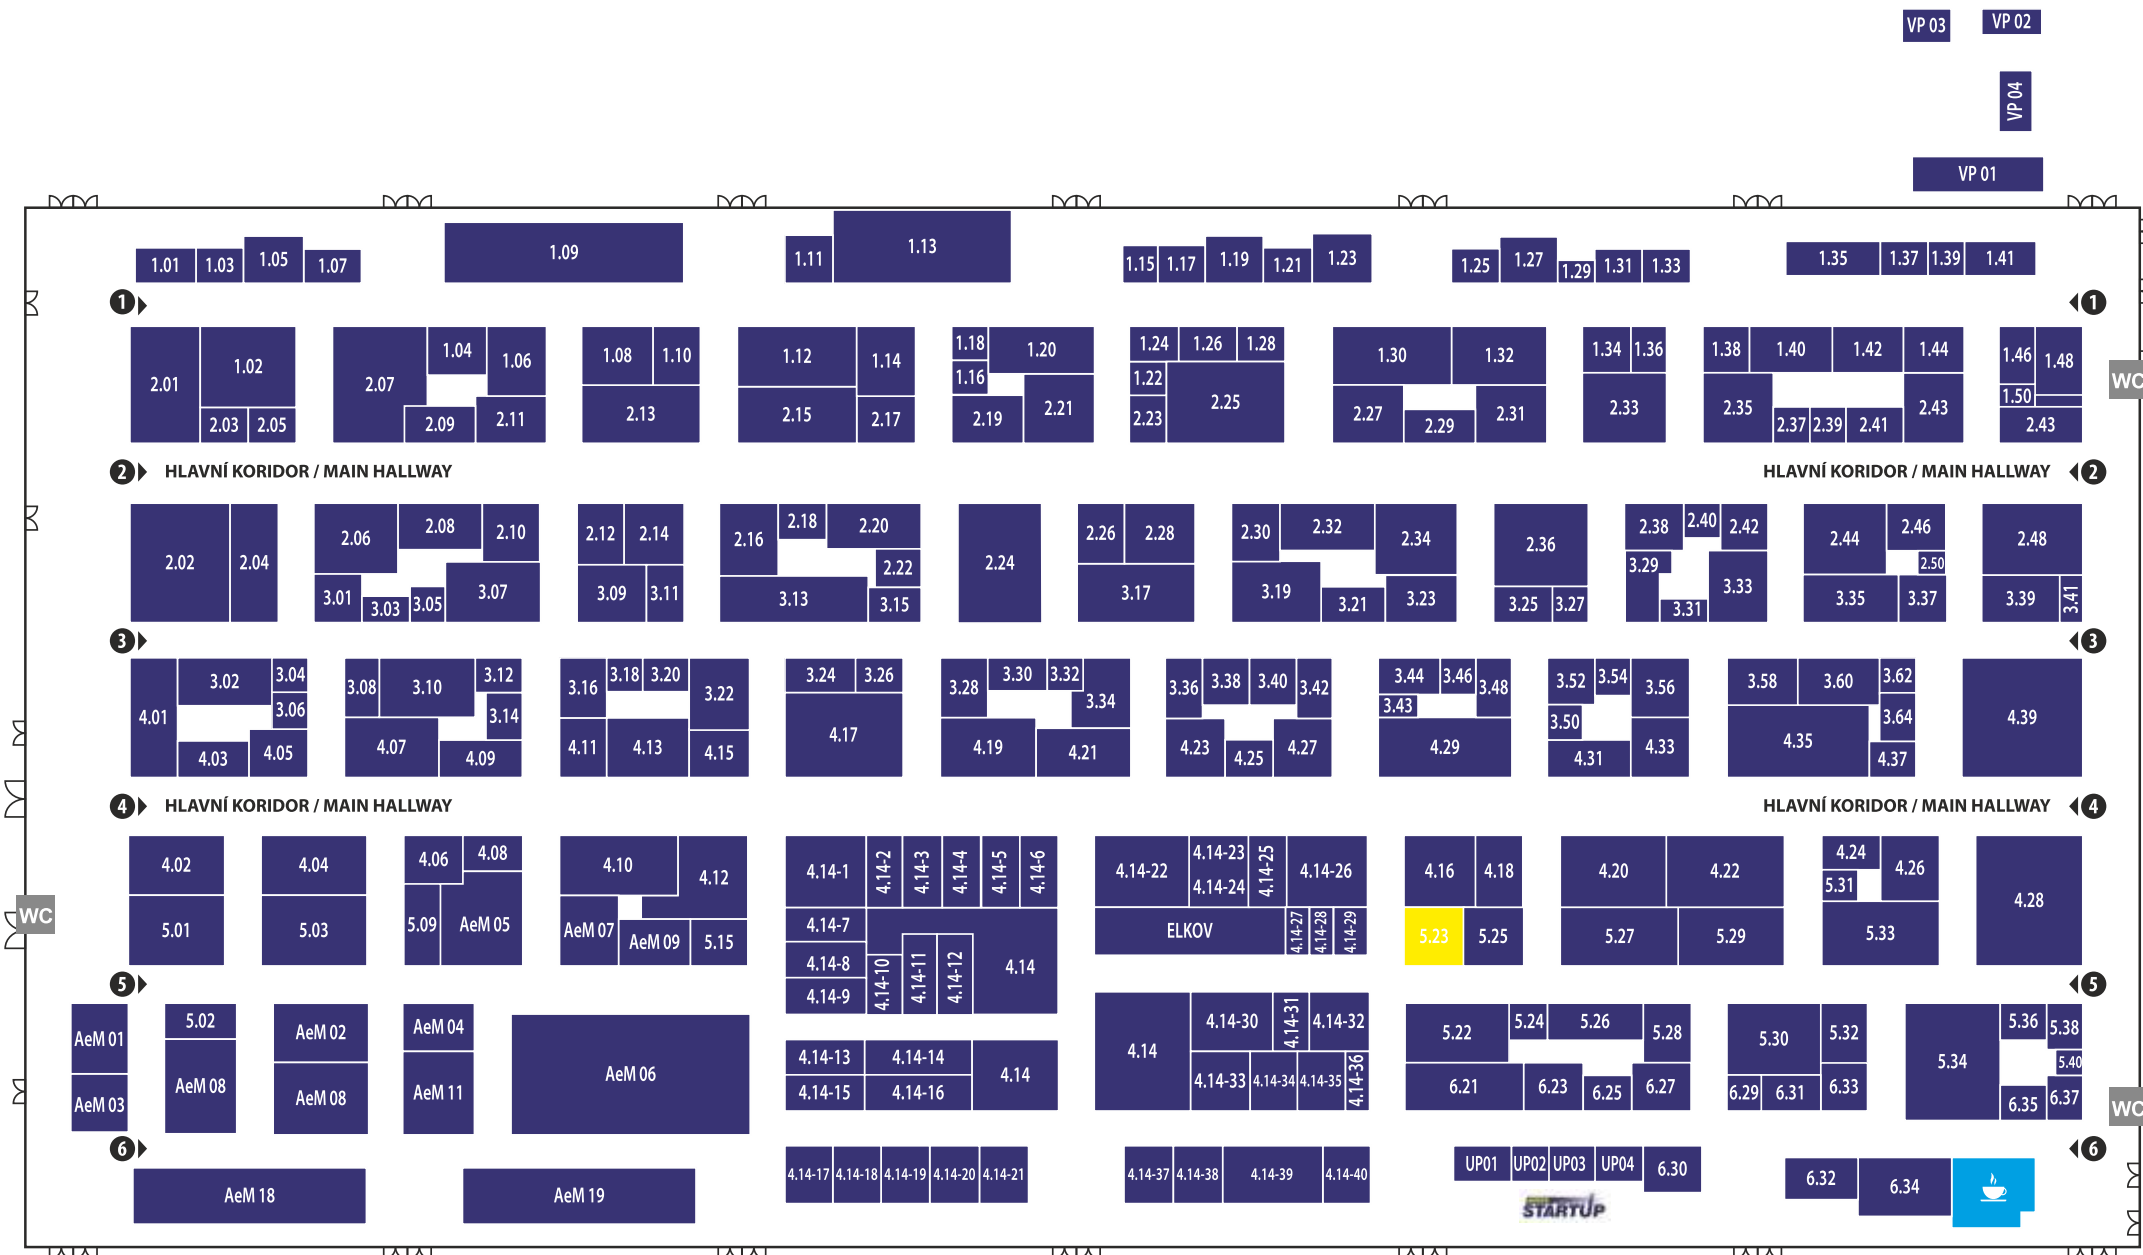 VP 03 VP 02
VP 04
VP 01
1.01 1.03 1.05 1.07 1.09 1.11 1.13 1.15 1.17 1.19 1.21 1.23 1.25 1.27 1.29 1.31 1.33 1.35 1.37 1.39 1.41
1 1
2.01 1.02 2.03 2.05
2.07 1.04 1.06 2.09 2.11
1.08 1.10 2.13
1.12 1.14 2.15 2.17
1.18 1.20 1.16 2.19 2.21
1.24 1.26 1.28 1.22 2.23 2.25
1.30 1.32 2.27 2.29 2.31
1.34 1.36 2.33
1.38 1.40 1.42 1.44 2.35 2.37 2.39 2.41 2.43
1.46 1.48 1.50 2.43
WC
2 HLAVNÍ KORIDOR / MAIN HALLWAY HLAVNÍ KORIDOR / MAIN HALLWAY 2
2.02 2.04
2.06 2.08 2.10 3.01 3.03 3.05 3.07
2.12 2.14 3.09 3.11
2.16 2.18 2.20 2.22 3.13 3.15
2.24
2.26 2.28 3.17
2.30 2.32 2.34 3.19 3.21 3.23
2.36 3.25 3.27
2.38 2.40 2.42 3.29 3.31 3.33
2.44 2.46 2.50 3.35 3.37
2.48 3.39 3.41
3 3
4.01 3.02 3.04 3.06 4.03 4.05
3.08 3.10 3.12 3.14 4.07 4.09
3.16 3.18 3.20 3.22 4.11 4.13 4.15
3.24 3.26 4.17
3.28 3.30 3.32 3.34 4.19 4.21
3.36 3.38 3.40 3.42 4.23 4.25 4.27
3.44 3.46 3.48 3.43 4.29
3.52 3.54 3.56 3.50 4.31 4.33
3.58 3.60 3.62 3.64 4.35 4.37
4.39
4 HLAVNÍ KORIDOR / MAIN HALLWAY HLAVNÍ KORIDOR / MAIN HALLWAY 4
WC
4.02 5.01
4.04 5.03
4.06 4.08 5.09 AeM 05
4.10 4.12 AeM 07 AeM 09 5.15
4.14-1 4.14-2 4.14-3 4.14-4 4.14-5 4.14-6
4.14-7
4.14-8
4.14-9 4.14-10 4.14-11 4.14-12 4.14
4.14-22 4.14-23 4.14-24 4.14-25 4.14-26
ELKOV 4.14-27 4.14-28 4.14-29
4.16 4.18 5.23 5.25
4.20 4.22 5.27 5.29
4.24 4.26 5.31 5.33
4.28
5 5
AeM 01 AeM 03
5.02 AeM 08
AeM 02 AeM 08
AeM 04 AeM 11
AeM 06
4.14-13 4.14-14 4.14
4.14-15 4.14-16
4.14 4.14-30 4.14-31 4.14-32
4.14-33 4.14-34 4.14-35 4.14-36
5.22 5.24 5.26 5.28 6.21 6.23 6.25 6.27
5.30 5.32 6.29 6.31 6.33
5.34 5.36 5.38 5.40 6.35 6.37
WC
6 6
AeM 18 AeM 19
4.14-17 4.14-18 4.14-19 4.14-20 4.14-21
4.14-37 4.14-38 4.14-39 4.14-40
UP01 UP02 UP03 UP04 6.30
STARTUP
6.32 6.34